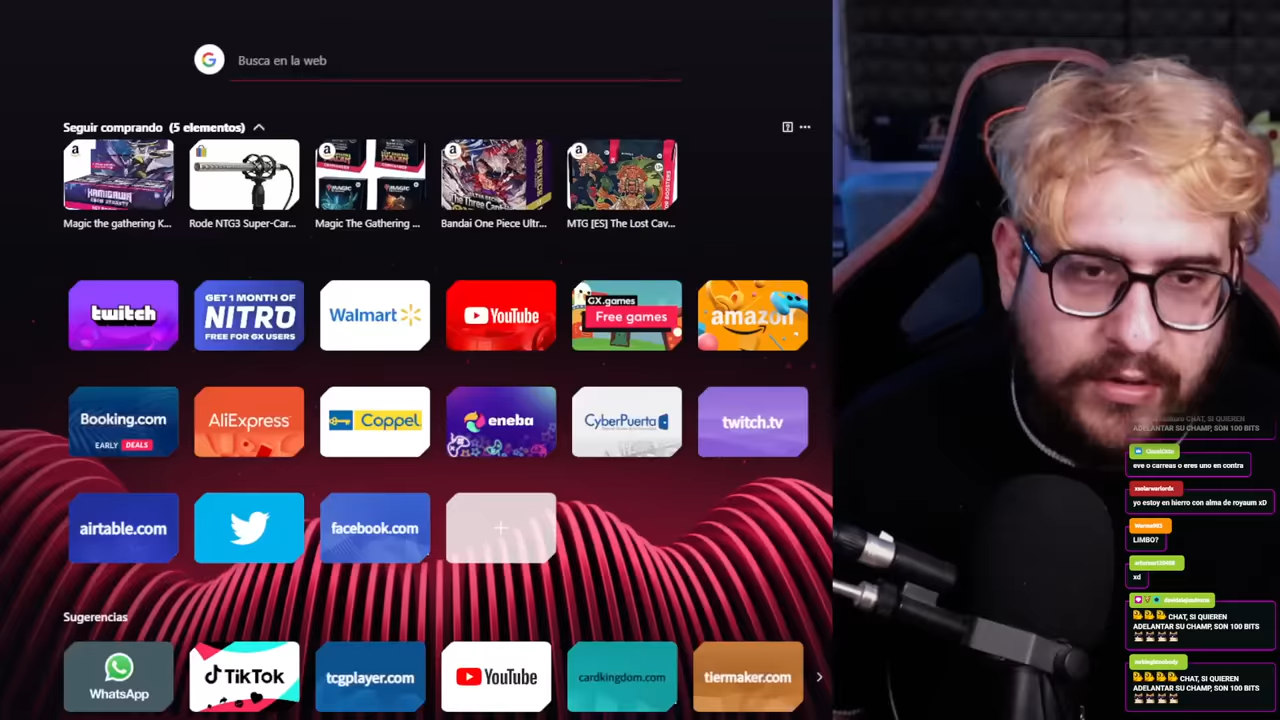 Busca en la web
Seguir comprando (5 elementos)
Magic the gathering K...
Rode NTG3 Super-Car...
Magic The Gathering ...
Bandai One Piece Ultr...
MTG [ES] The Lost Cav...
twitch
GET 1 MONTH OF
NITRO
FREE FOR GX USERS
Walmart
YouTube
GX.games
Free games
amazon
Booking.com
EARLY DEALS
AliExpress
Coppel
eneba
CyberPuerta
twitch.tv
airtable.com
facebook.com
Sugerencias
WhatsApp
TikTok
tcgplayer.com
YouTube
cardkingdom.com
tiermaker.com
CHAT, SI QUIEREN
ADELANTAR SU CHAMP, SON 100 BITS
eve o carreas o eres uno en contra
yo estoy en hierro con alma de royaum xD
LIMBO?
xd
CHAT, SI QUIEREN
ADELANTAR SU CHAMP, SON 100 BITS
CHAT, SI QUIEREN
ADELANTAR SU CHAMP, SON 100 BITS